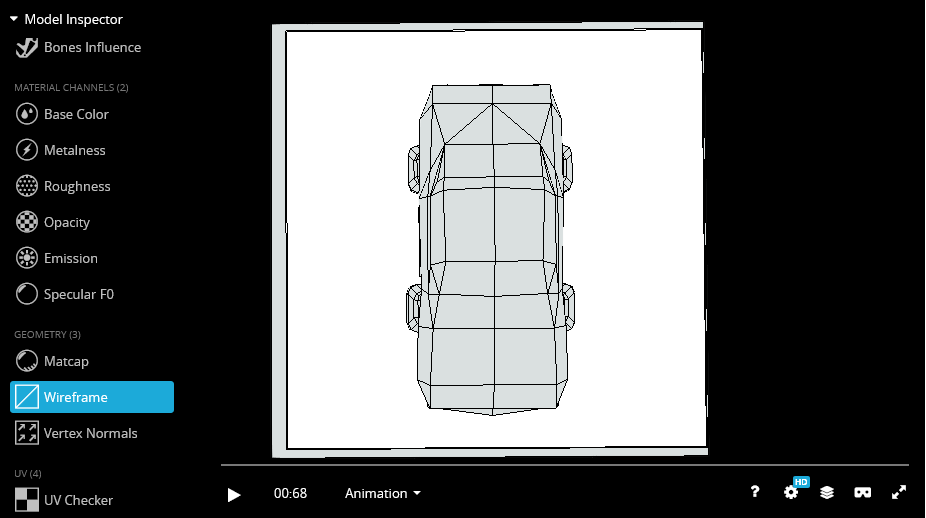 Model Inspector
Bones Influence
MATERIAL CHANNELS (2)
Base Color
Metalness
Roughness
Opacity
Emission
Specular F0
GEOMETRY (3)
Matcap
Wireframe
Vertex Normals
UV (4)
UV Checker
00:68 Animation ? HD